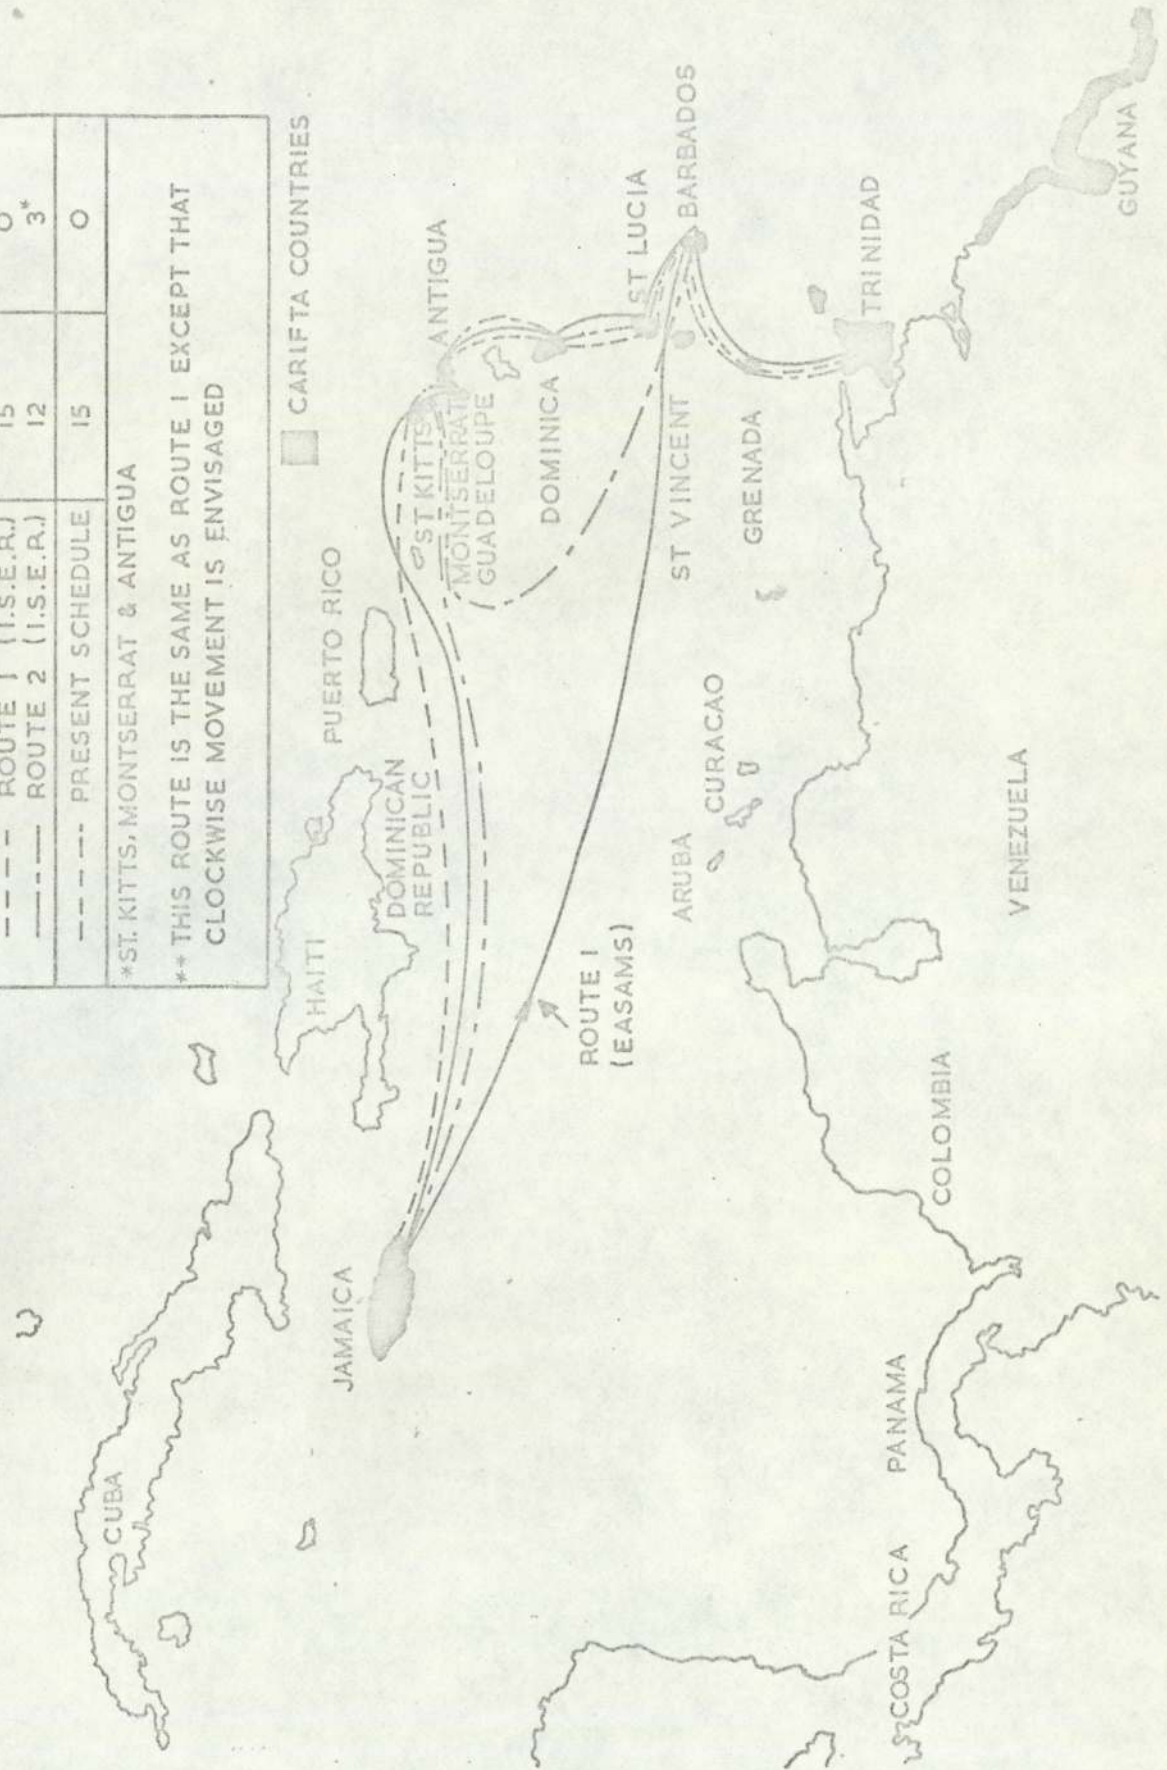 ROUTE 1 (I.S.E.R.) 15 0
ROUTE 2 (I.S.E.R.) 12 3*
PRESENT SCHEDULE 15 0
*ST. KITTS, MONTSERRAT & ANTIGUA
** THIS ROUTE IS THE SAME AS ROUTE 1 EXCEPT THAT
CLOCKWISE MOVEMENT IS ENVISAGED
CARIFTA COUNTRIES
CUBA
JAMAICA
HAITI
DOMINICAN
REPUBLIC
PUERTO RICO
ST KITTS
MONTSERRAT
GUADELOUPE
ANTIGUA
DOMINICA
ST LUCIA
BARBADOS
ST VINCENT
GRENADA
TRINIDAD
GUYANA
ROUTE 1
(EASAMS)
ARUBA
CURACAO
VENEZUELA
COLOMBIA
PANAMA
COSTA RICA